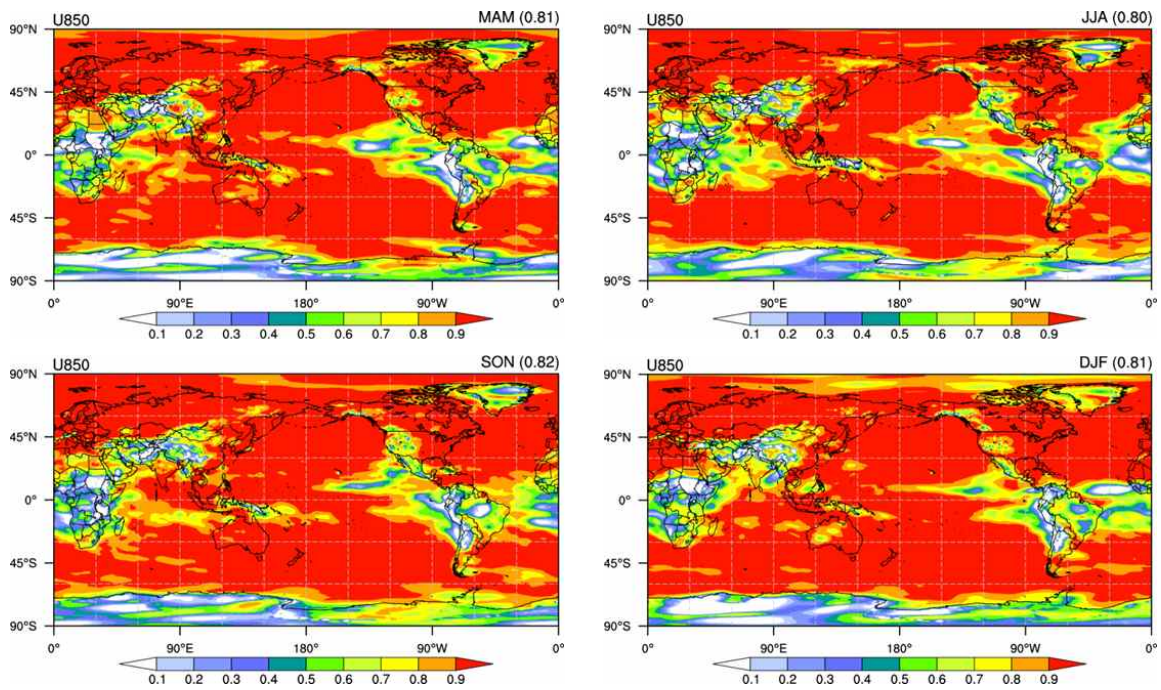 U850 MAM (0.81)
90°N
45°N
0°
45°S
90°S
0° 90°E 180° 90°W 0°
0.1 0.2 0.3 0.4 0.5 0.6 0.7 0.8 0.9
U850 JJA (0.80)
90°N
45°N
0°
45°S
90°S
0° 90°E 180° 90°W 0°
0.1 0.2 0.3 0.4 0.5 0.6 0.7 0.8 0.9
U850 SON (0.82)
90°N
45°N
0°
45°S
90°S
0° 90°E 180° 90°W 0°
0.1 0.2 0.3 0.4 0.5 0.6 0.7 0.8 0.9
U850 DJF (0.81)
90°N
45°N
0°
45°S
90°S
0° 90°E 180° 90°W 0°
0.1 0.2 0.3 0.4 0.5 0.6 0.7 0.8 0.9